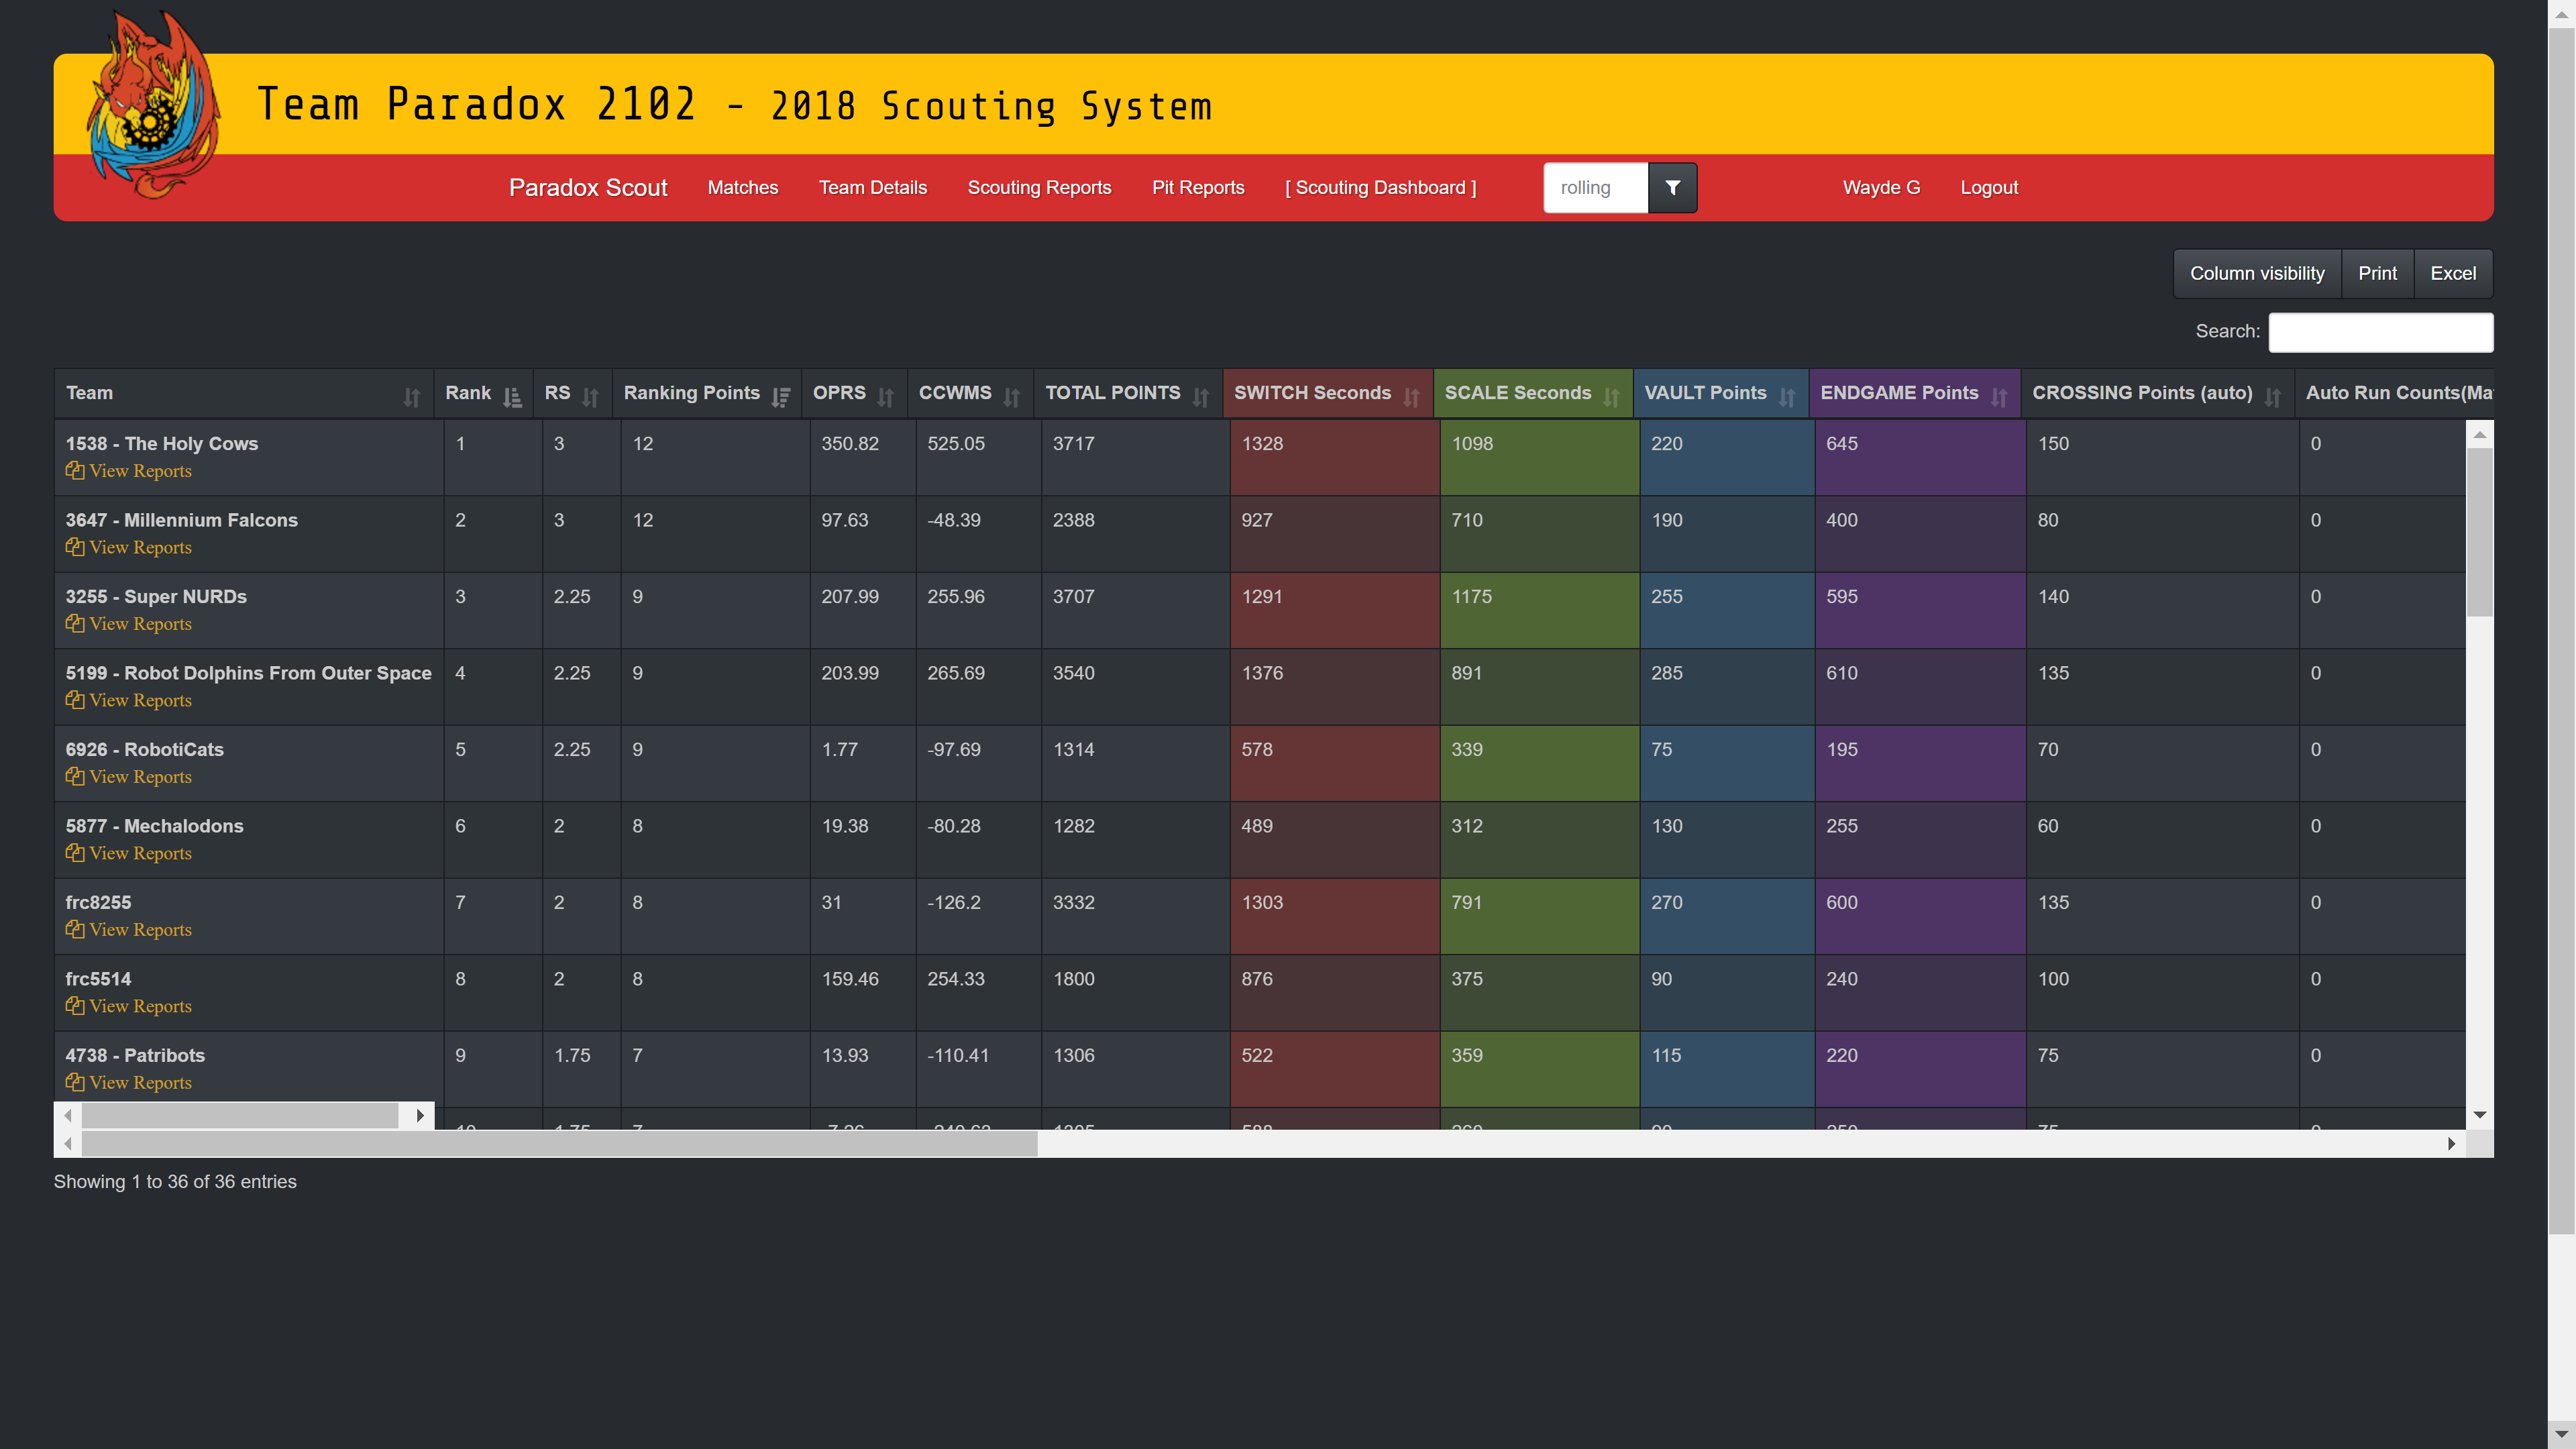 Team Paradox 2102 - 2018 Scouting System
Paradox Scout Matches Team Details Scouting Reports Pit Reports [ Scouting Dashboard ] rolling Wayde G Logout
Column visibility Print Excel
Search:
Team Rank RS Ranking Points OPRS CCWMS TOTAL POINTS SWITCH Seconds SCALE Seconds VAULT Points ENDGAME Points CROSSING Points (auto) Auto Run Counts(Ma
1538 - The Holy Cows 1 3 12 350.82 525.05 3717 1328 1098 220 645 150 0
View Reports
3647 - Millennium Falcons 2 3 12 97.63 -48.39 2388 927 710 190 400 80 0
View Reports
3255 - Super NURDs 3 2.25 9 207.99 255.96 3707 1291 1175 255 595 140 0
View Reports
5199 - Robot Dolphins From Outer Space 4 2.25 9 203.99 265.69 3540 1376 891 285 610 135 0
View Reports
6926 - RobotiCats 5 2.25 9 1.77 -97.69 1314 578 339 75 195 70 0
View Reports
5877 - Mechalodons 6 2 8 19.38 -80.28 1282 489 312 130 255 60 0
View Reports
frc8255 7 2 8 31 -126.2 3332 1303 791 270 600 135 0
View Reports
frc5514 8 2 8 159.46 254.33 1800 876 375 90 240 100 0
View Reports
4738 - Patribots 9 1.75 7 13.93 -110.41 1306 522 359 115 220 75 0
View Reports
Showing 1 to 36 of 36 entries